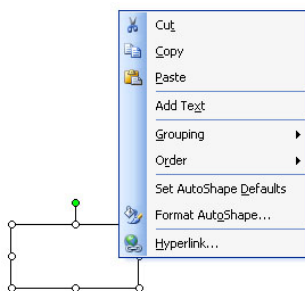 Cut
Copy
Paste
Add Text
Grouping
Order
Set AutoShape Defaults
Format AutoShape...
Hyperlink...